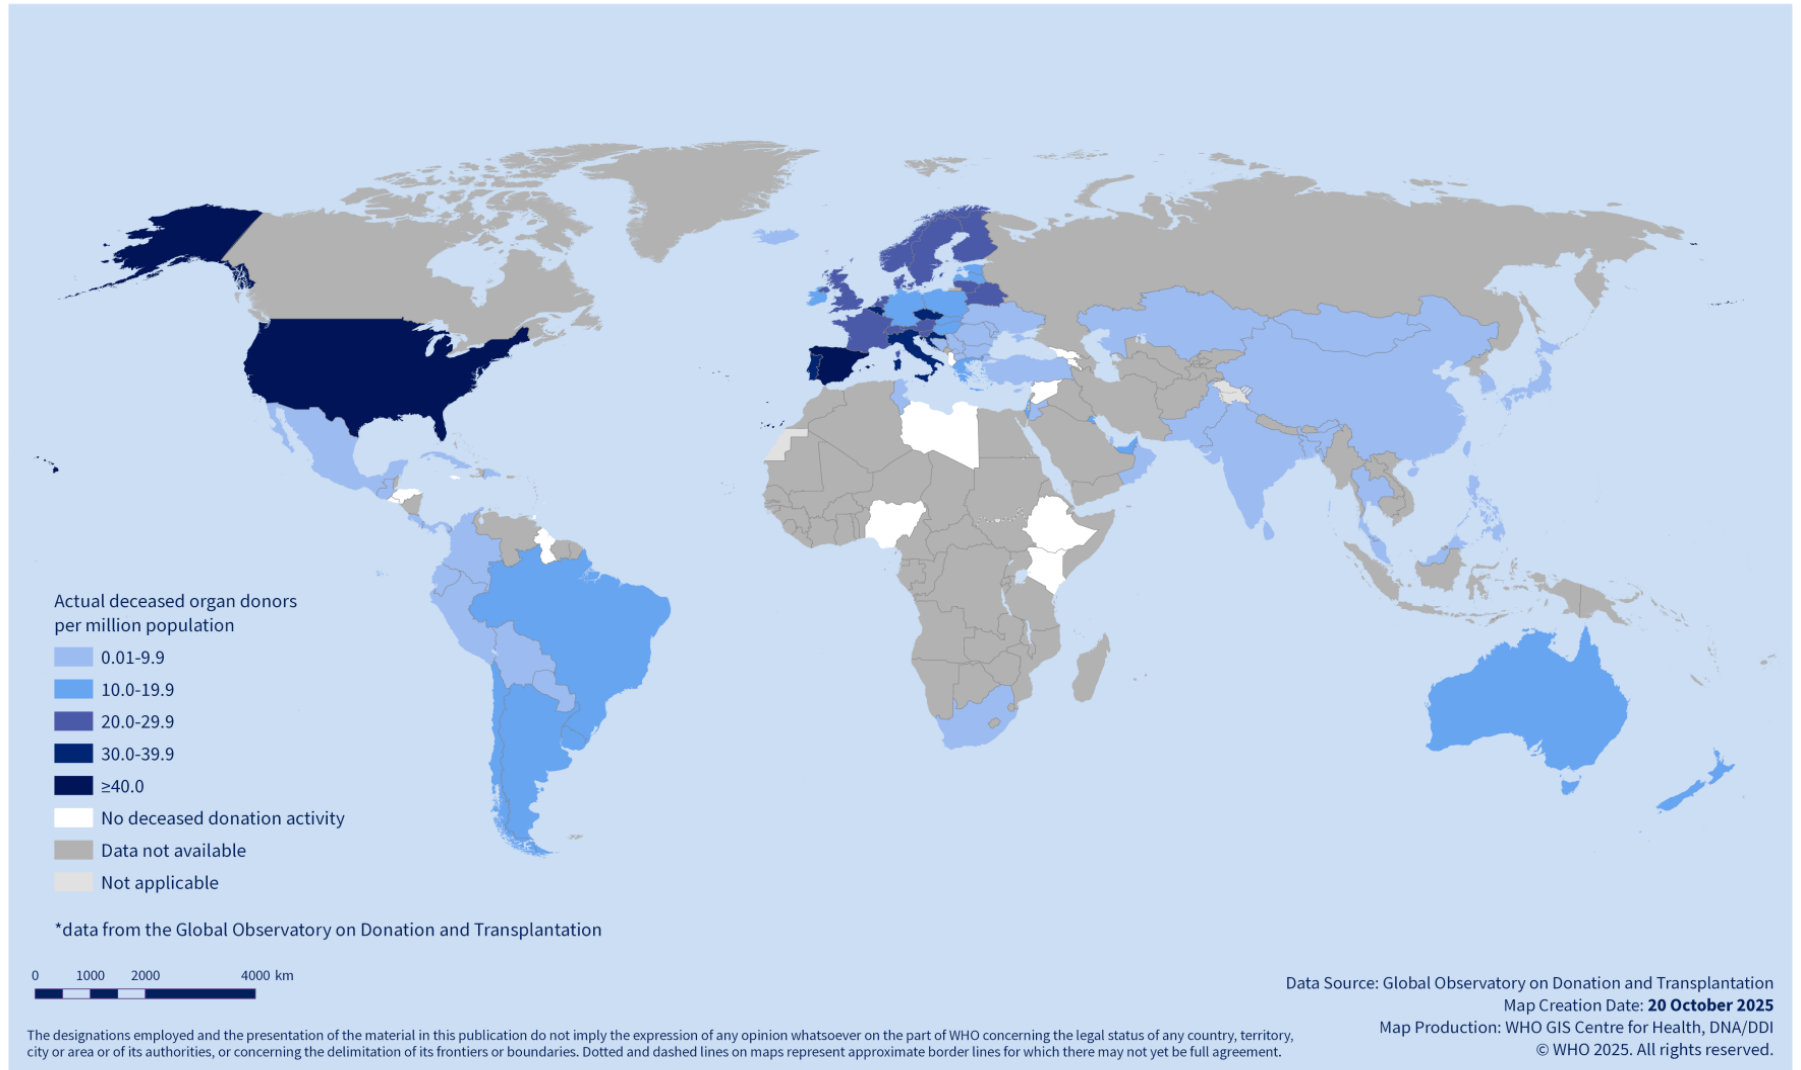 Actual deceased organ donors
per million population
0.01-9.9
10.0-19.9
20.0-29.9
30.0-39.9
≥40.0
No deceased donation activity
Data not available
Not applicable
*data from the Global Observatory on Donation and Transplantation
0 1000 2000 4000 km
Data Source: Global Observatory on Donation and Transplantation
Map Creation Date: 20 October 2025
Map Production: WHO GIS Centre for Health, DNA/DDI
© WHO 2025. All rights reserved.
The designations employed and the presentation of the material in this publication do not imply the expression of any opinion whatsoever on the part of WHO concerning the legal status of any country, territory,
city or area or of its authorities, or concerning the delimitation of its frontiers or boundaries. Dotted and dashed lines on maps represent approximate border lines for which there may not yet be full agreement.